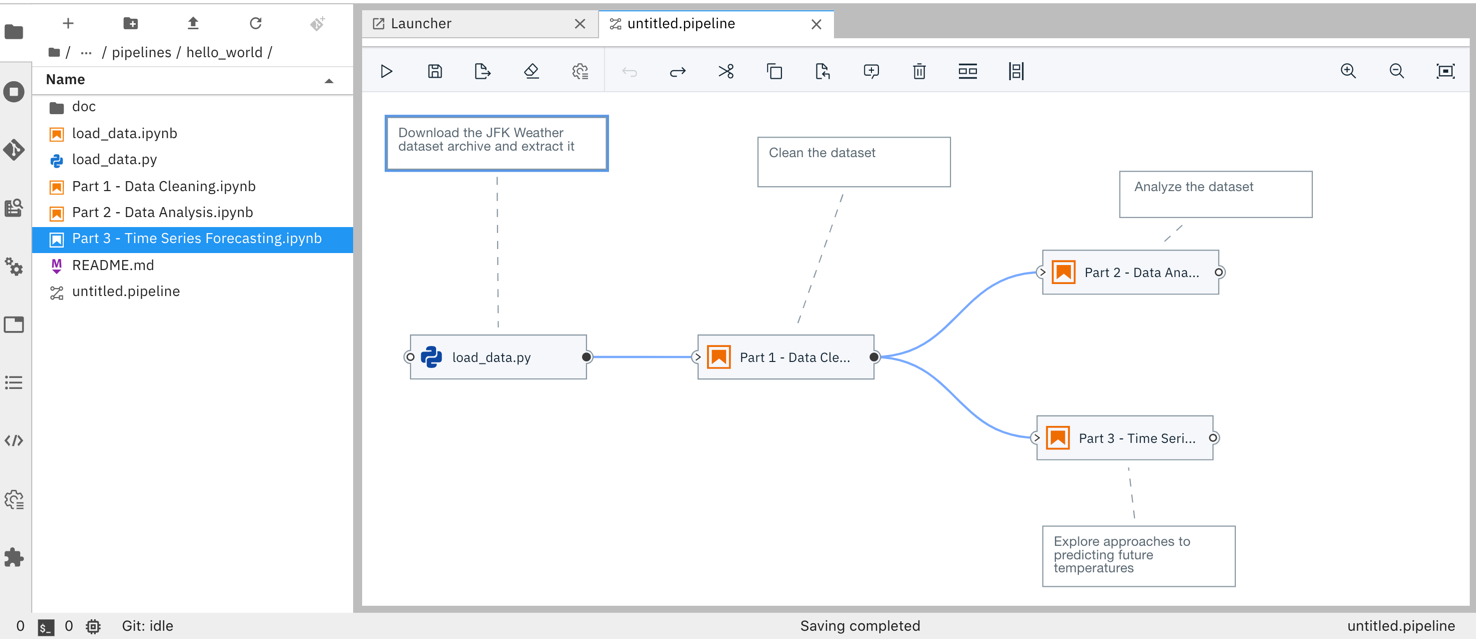 / ··· / pipelines / hello_world /
Name
doc
load_data.ipynb
load_data.py
Part 1 - Data Cleaning.ipynb
Part 2 - Data Analysis.ipynb
Part 3 - Time Series Forecasting.ipynb
README.md
untitled.pipeline
Launcher
untitled.pipeline
Download the JFK Weather
dataset archive and extract it
Clean the dataset
Analyze the dataset
Part 2 - Data Ana...
load_data.py
Part 1 - Data Cle...
Part 3 - Time Seri...
Explore approaches to
predicting future
temperatures
0 $_ 0 Git: idle
Saving completed
untitled.pipeline